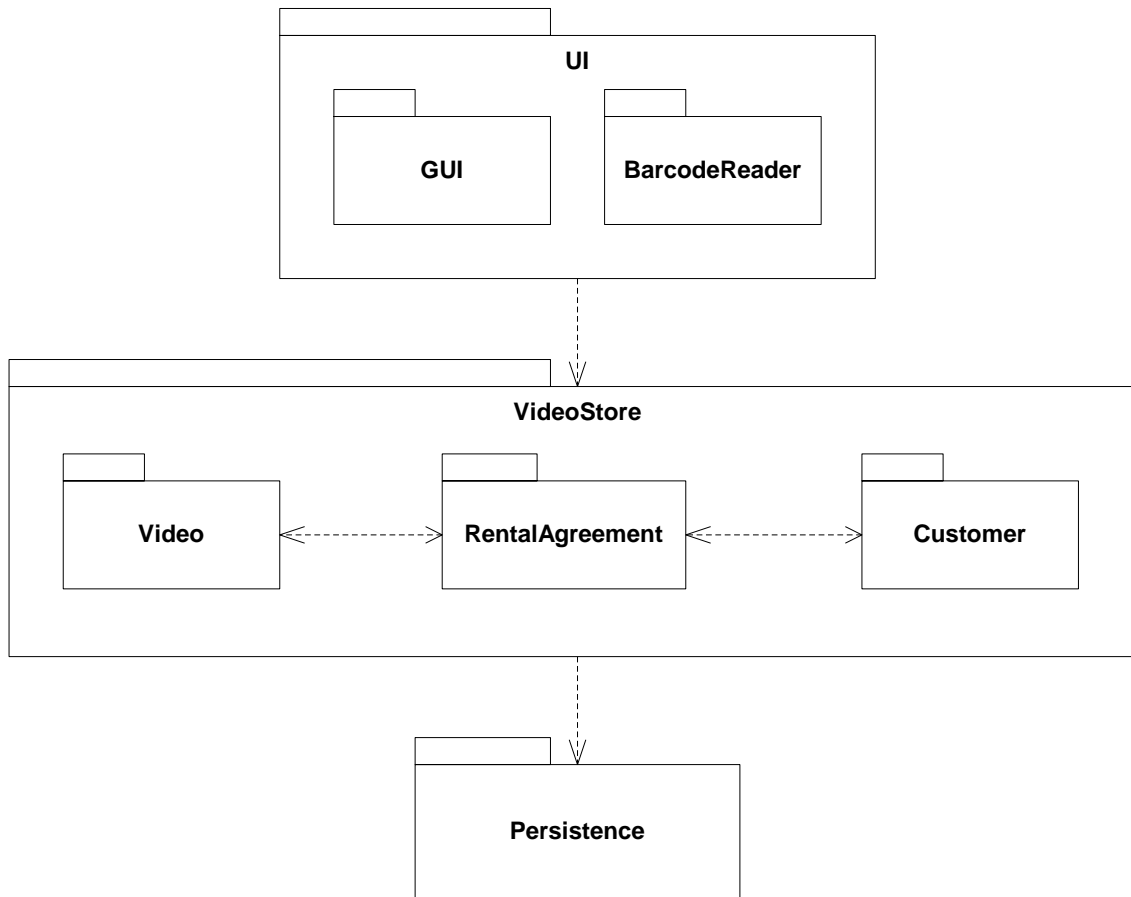 UI
GUI
BarcodeReader
VideoStore
Video
RentalAgreement
Customer
Persistence